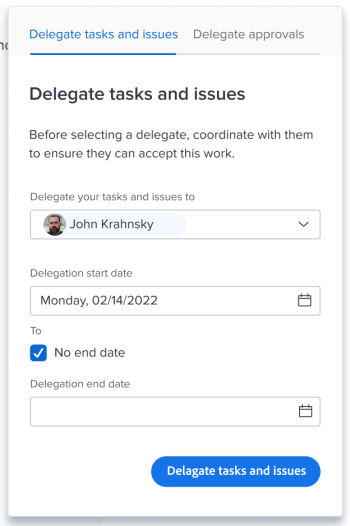 Delegate tasks and issues Delegate approvals
Delegate tasks and issues
Before selecting a delegate, coordinate with them
to ensure they can accept this work.
Delegate your tasks and issues to
John Krahnsky
Delegation start date
Monday, 02/14/2022
To
No end date
Delegation end date
Delagate tasks and issues